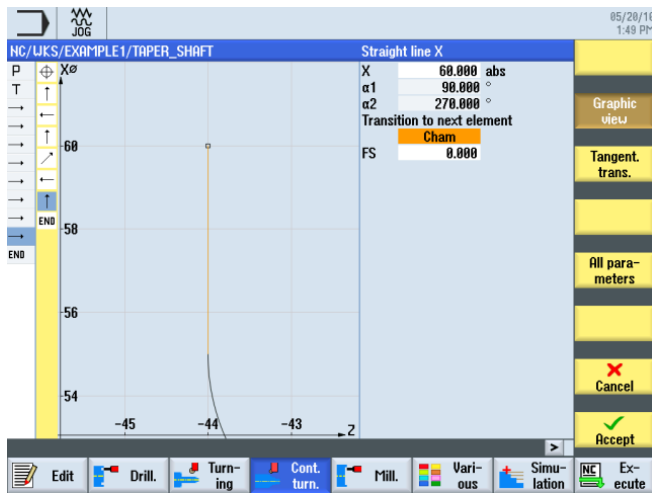 05/20/16
1:49 PM
JOG
NC/WKS/EXAMPLE1/TAPER_SHAFT
Straight line X
P
T
END
END
XØ
60
58
56
54
-45
-44
-43
Z
X 60.000 abs
α1 90.000 °
α2 270.000 °
Transition to next element
Cham
FS 0.000
Graphic
view
Tangent.
trans.
All para-
meters
Cancel
Accept
>
Edit
Drill.
Turn-
ing
Cont.
turn.
Mill.
Vari-
ous
Simu-
lation
NC
Ex-
ecute